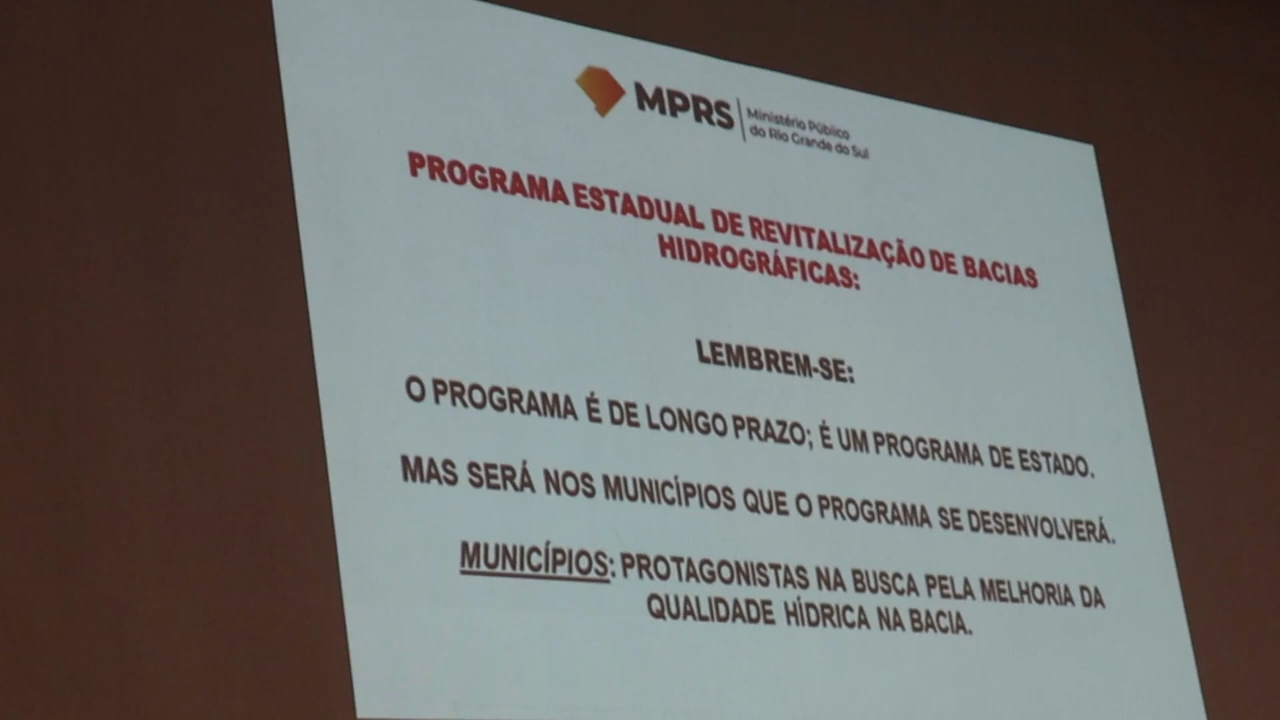 MPRS
Ministério Público
do Rio Grande do Sul
PROGRAMA ESTADUAL DE REVITALIZAÇÃO DE BACIAS
HIDROGRÁFICAS:
LEMBREM-SE:
O PROGRAMA É DE LONGO PRAZO; É UM PROGRAMA DE ESTADO.
MAS SERÁ NOS MUNICÍPIOS QUE O PROGRAMA SE DESENVOLVERÁ.
MUNICÍPIOS: PROTAGONISTAS NA BUSCA PELA MELHORIA DA
QUALIDADE HÍDRICA NA BACIA.